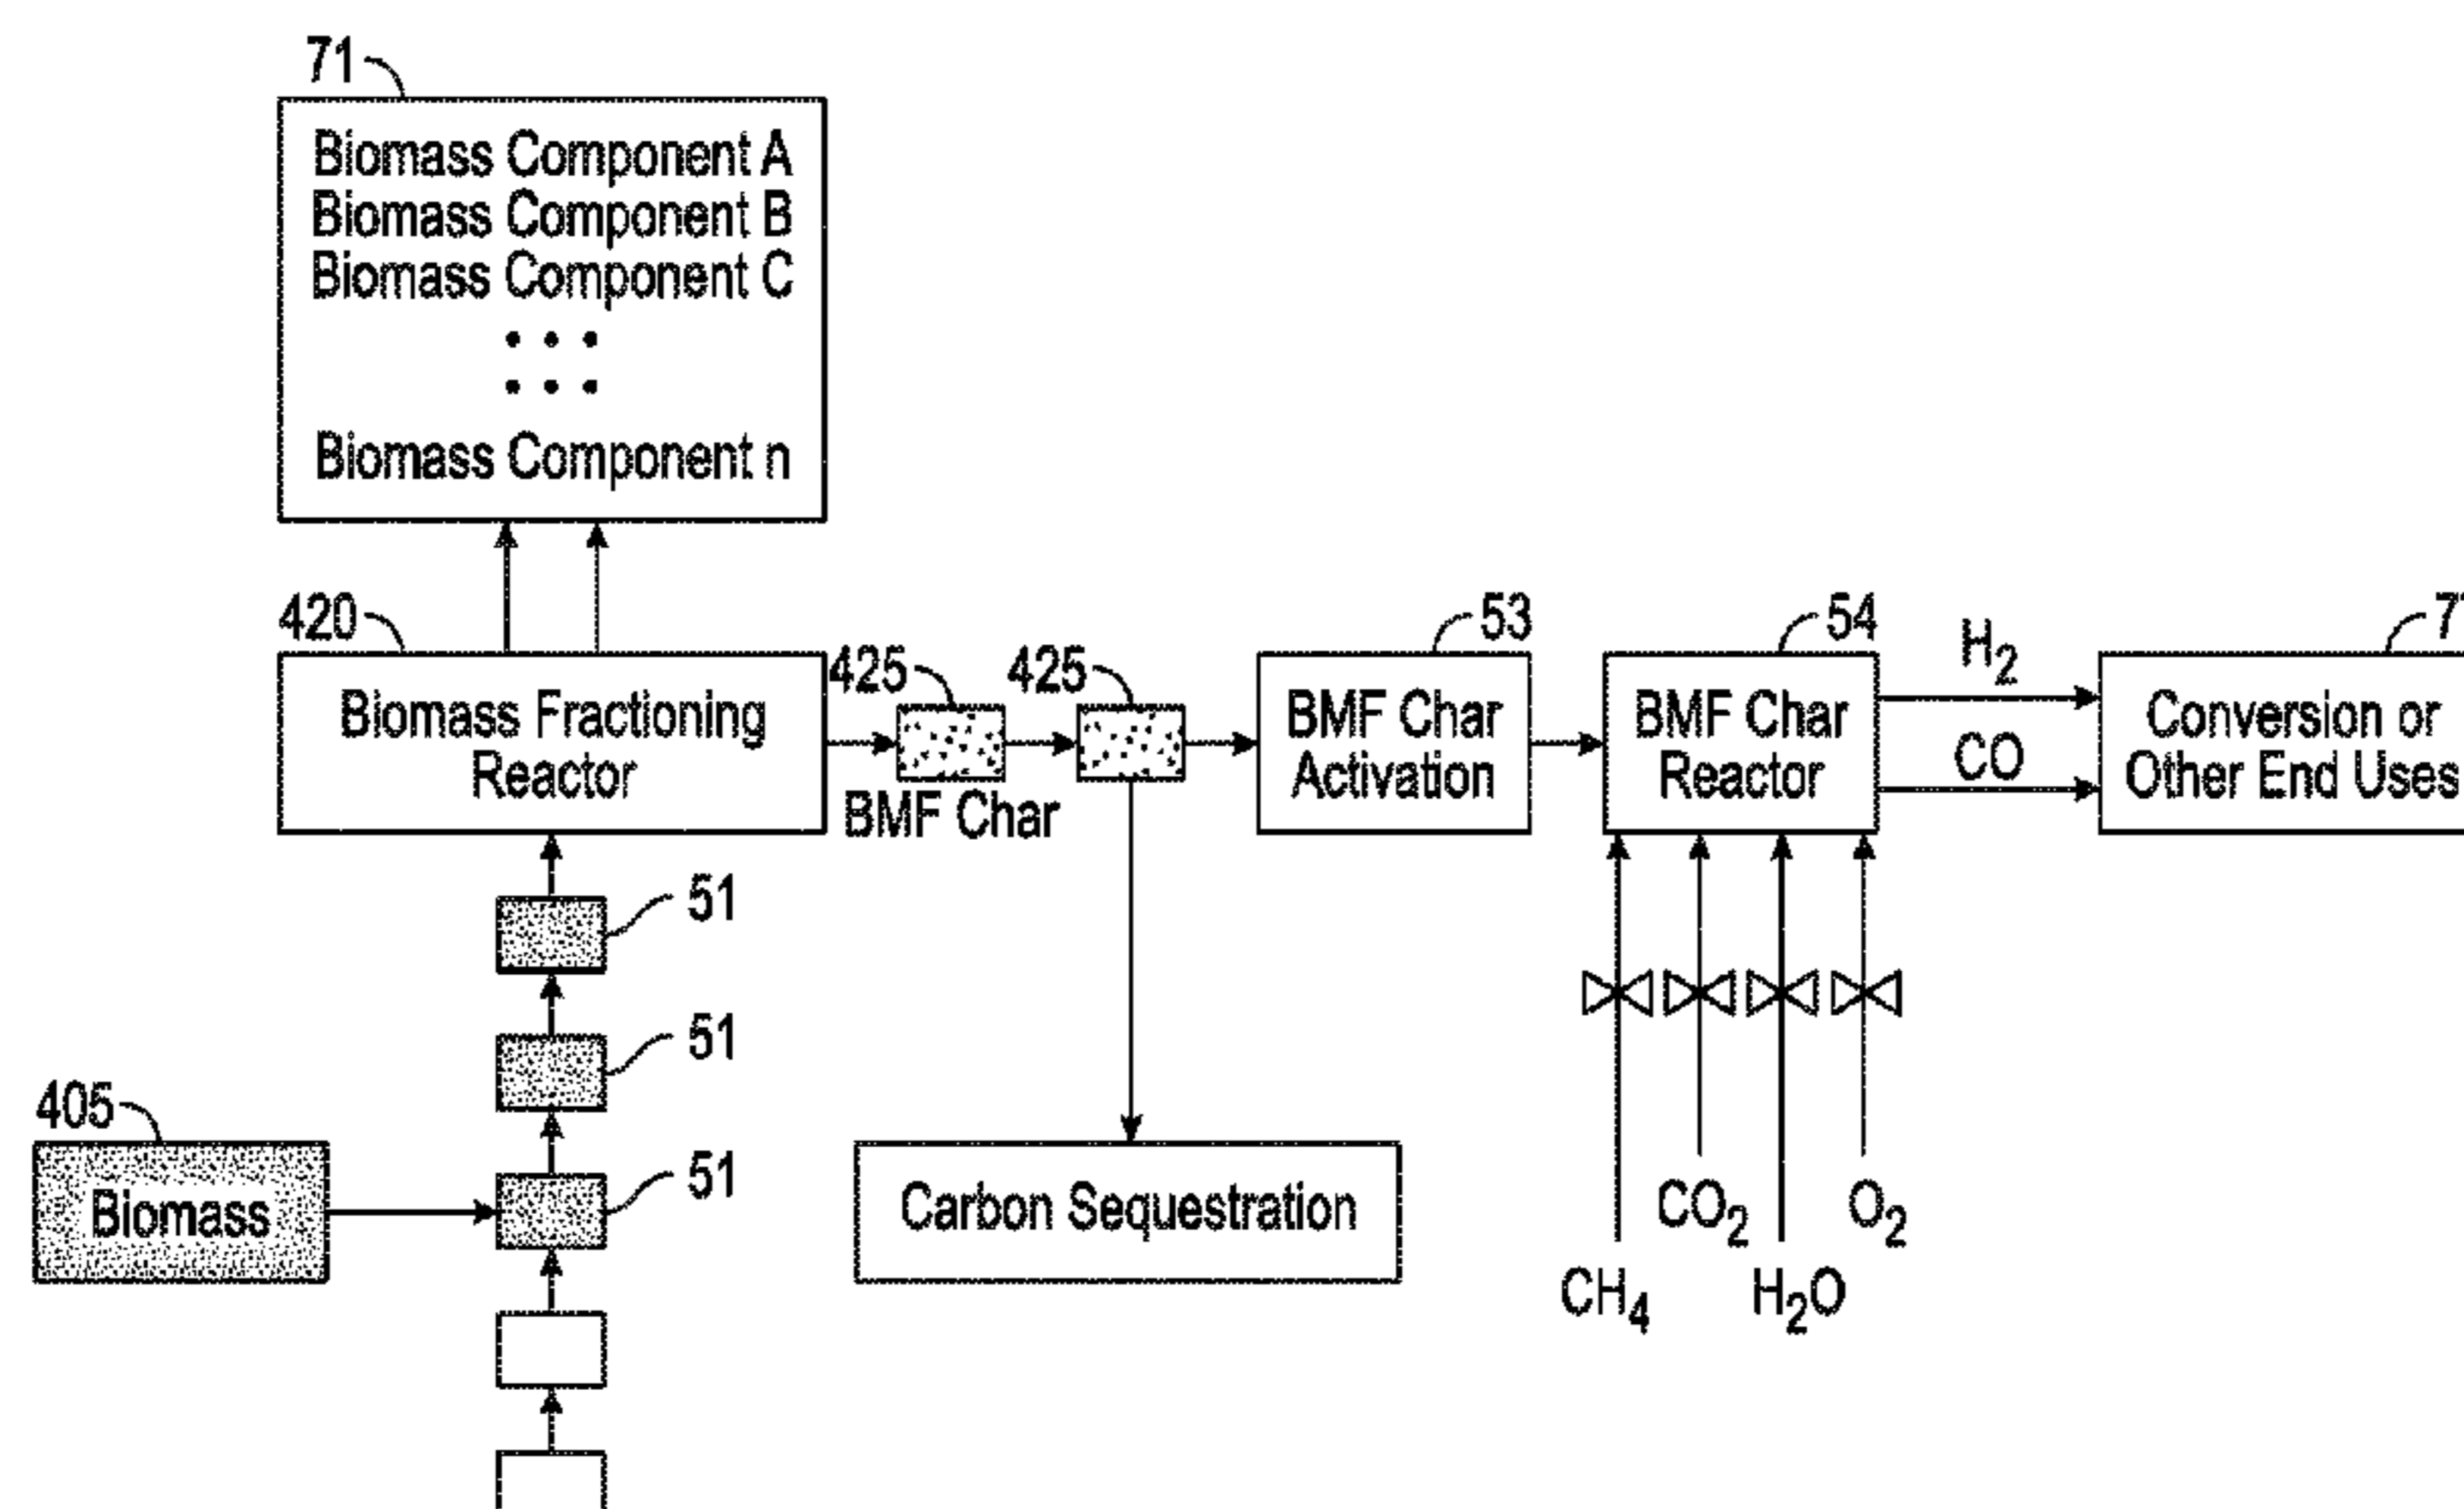 71
Biomass Component A
Biomass Component B
Biomass Component C
• • •
• • •
Biomass Component n
420
Biomass Fractioning
Reactor
425
425
BMF Char
53
BMF Char
Activation
54
BMF Char
Reactor
H₂
CO
Conversion or
Other End Uses
51
51
51
405
Biomass
Carbon Sequestration
CO₂
O₂
CH₄
H₂O